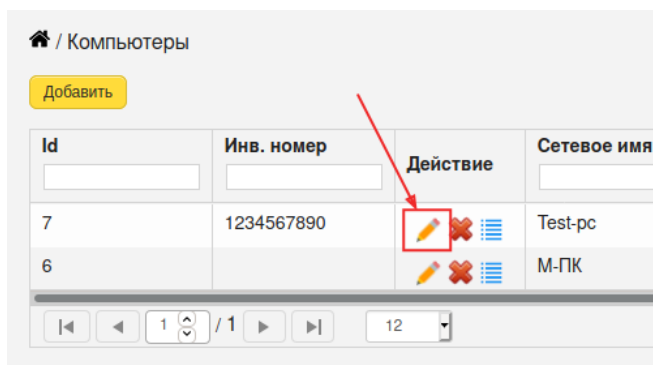 / Компьютеры
Добавить
Id Инв. номер Действие Сетевое имя
7 1234567890 Test-pc
6 М-ПК
1 / 1 12